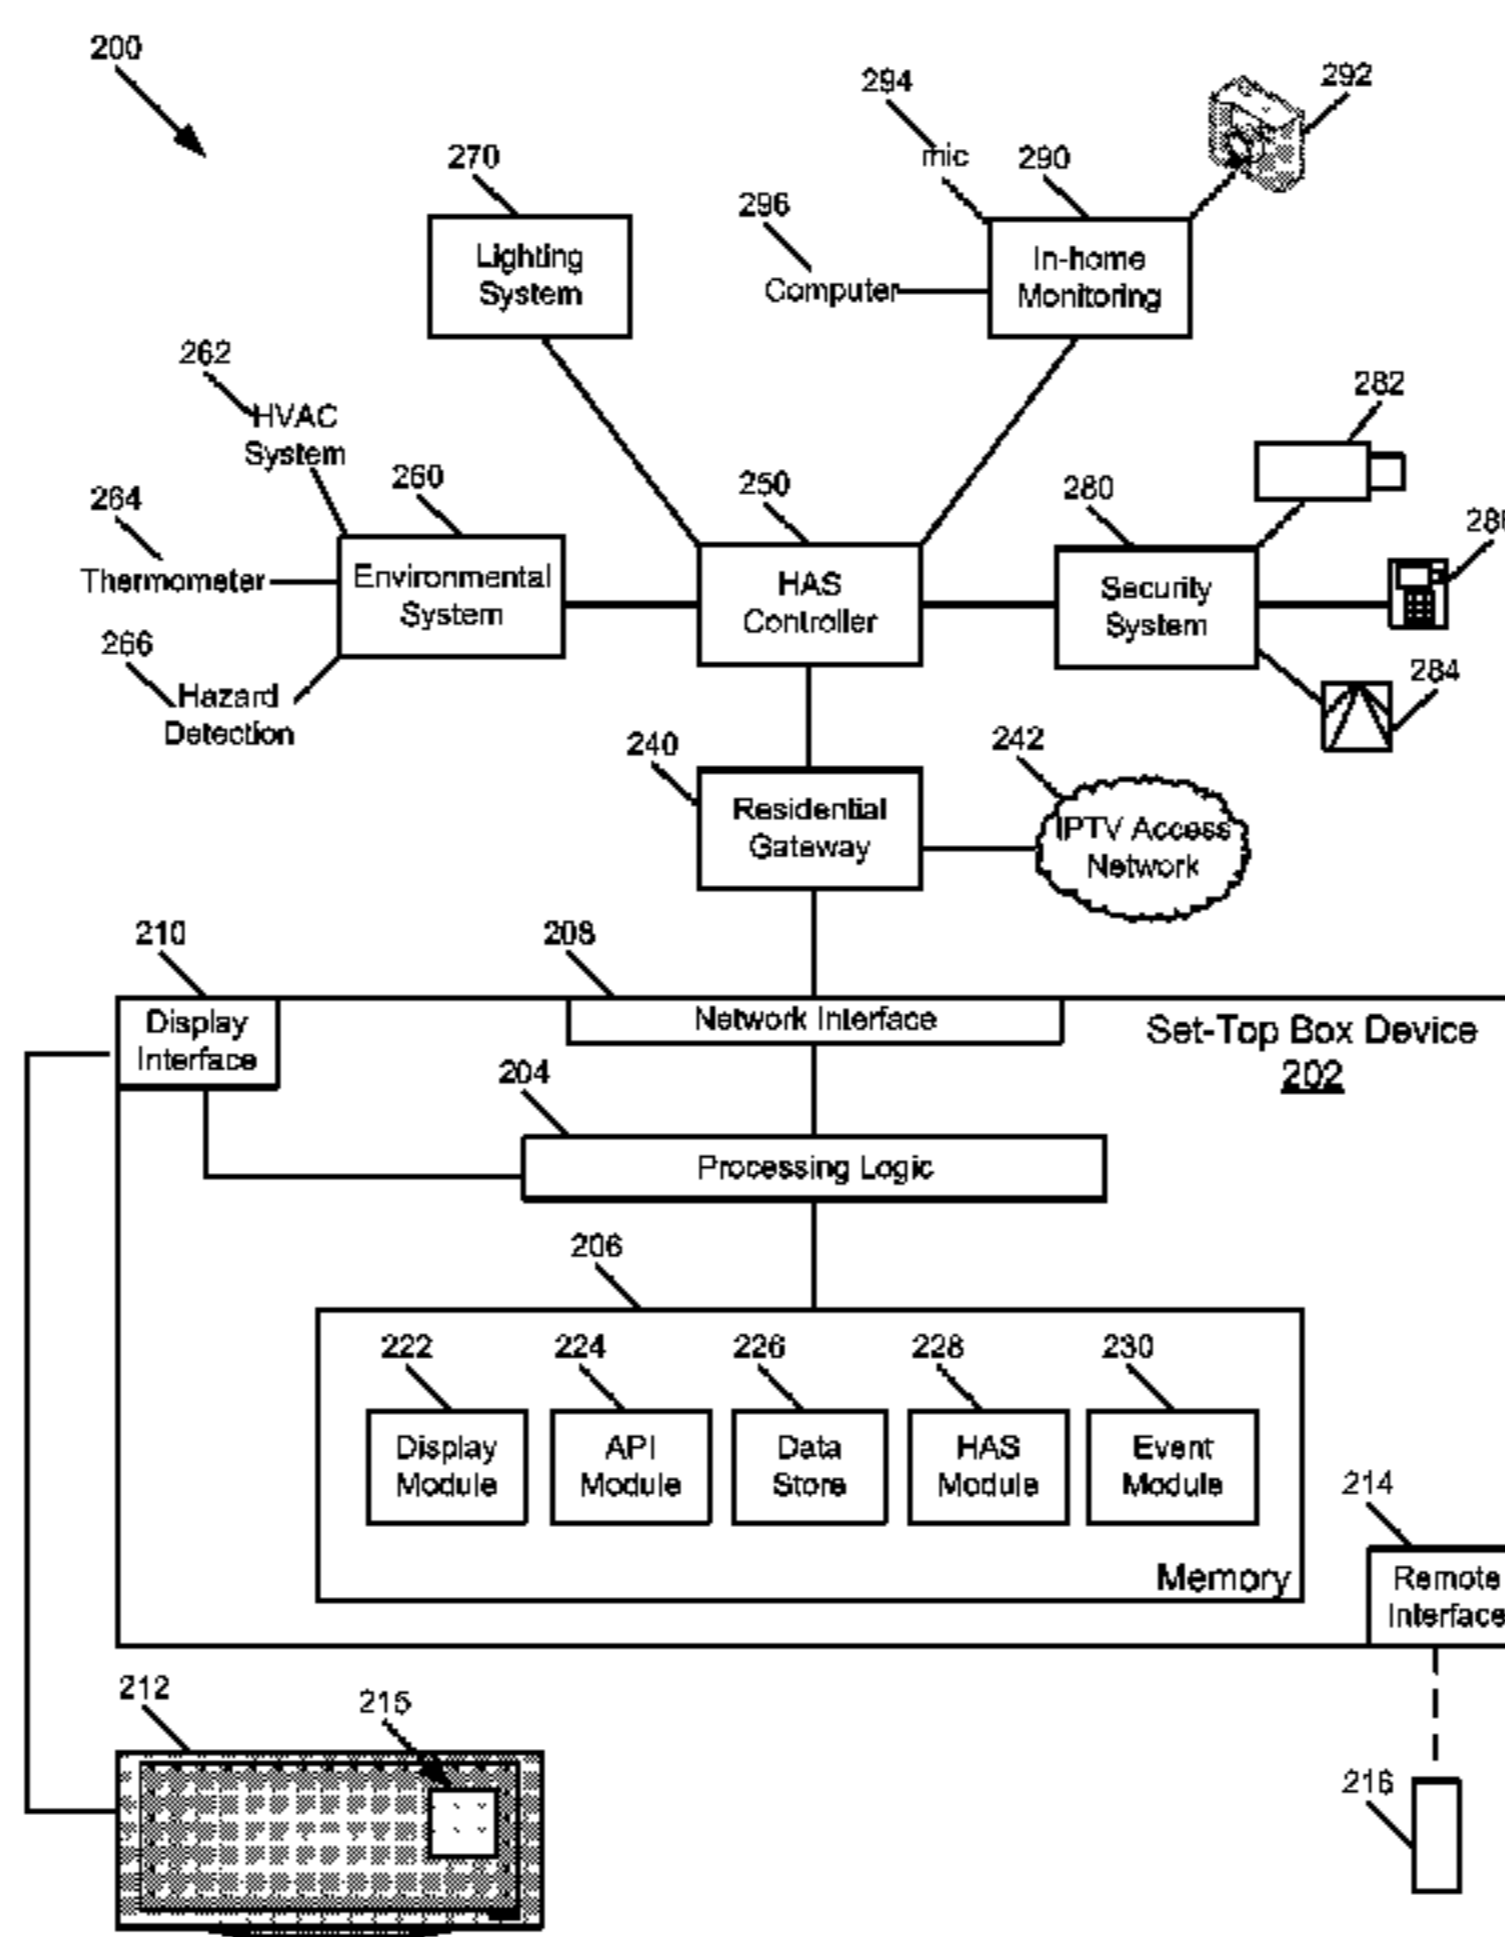 200
294
292
270
mic
290
296
Lighting
System
In-home
Monitoring
Computer
262
282
HVAC
System
260
250
280
264
Thermometer
Environmental
System
HAS
Controller
Security
System
266
Hazard
Detection
284
240
242
Residential
Gateway
IPTV Access
Network
210
208
Display
Interface
Network Interface
Set-Top Box Device
202
204
Processing Logic
206
222
224
226
228
230
Display
Module
API
Module
Data
Store
HAS
Module
Event
Module
214
Memory
Remote
Interface
212
215
216